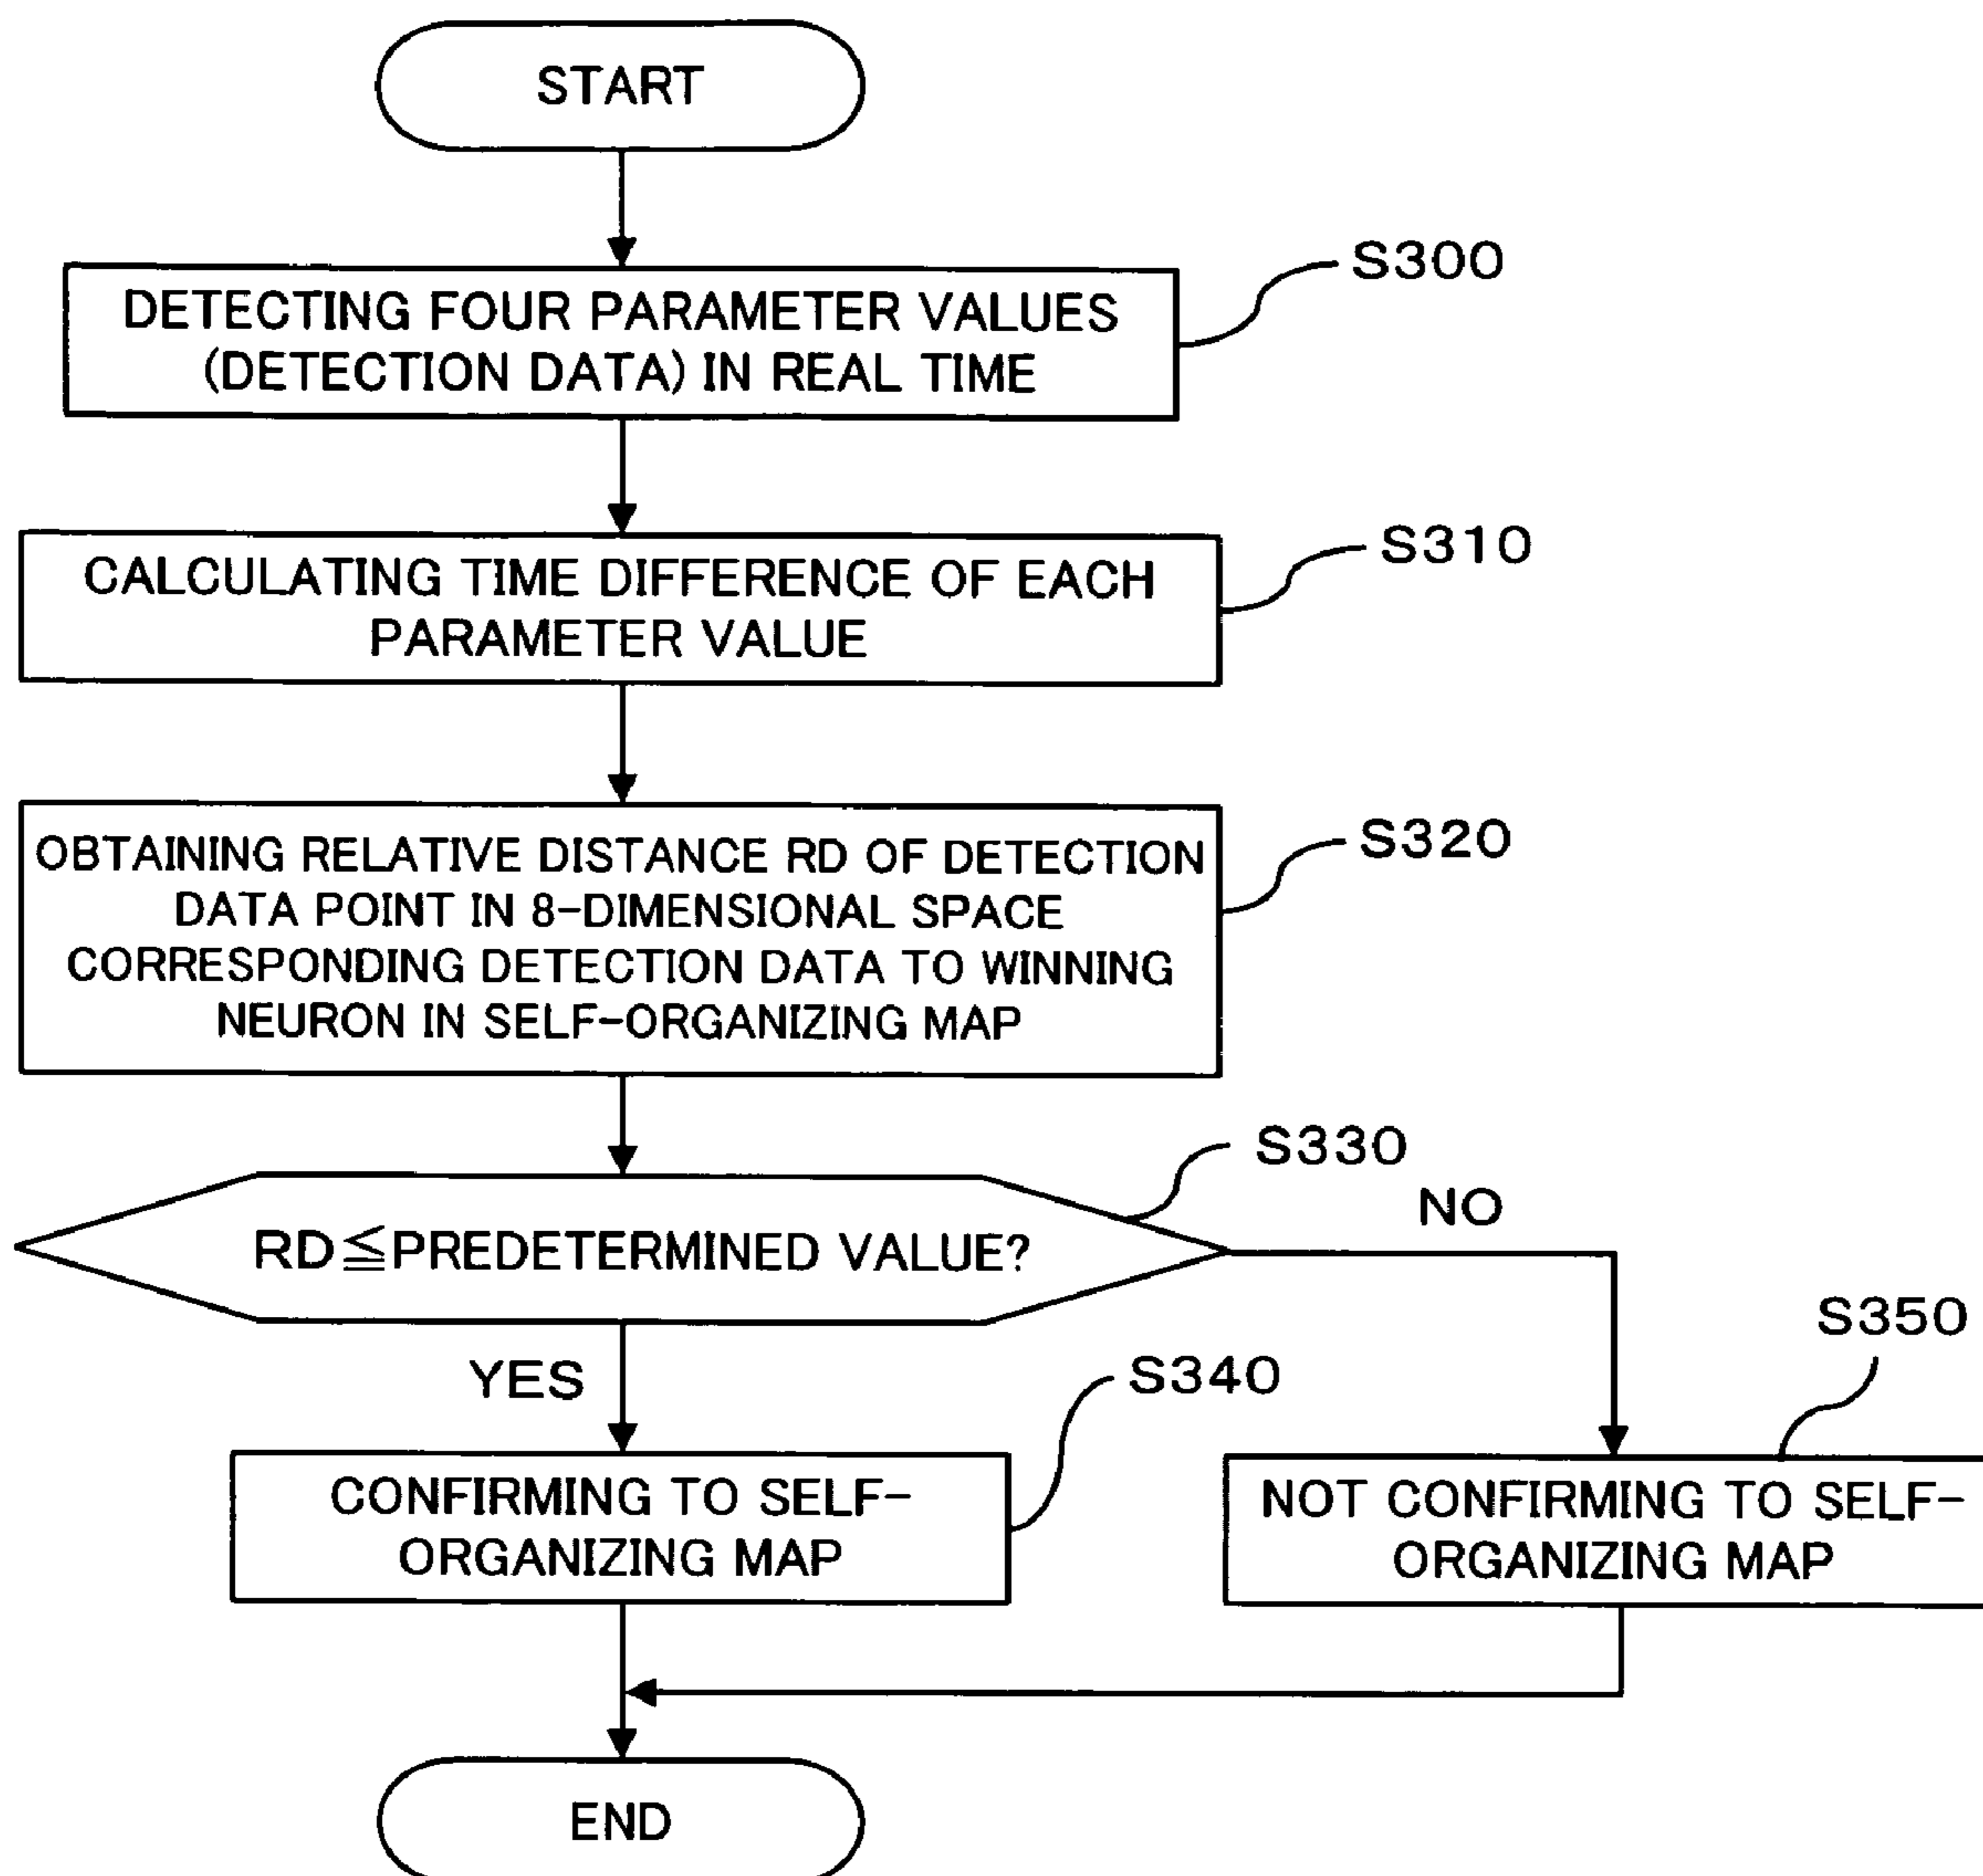 START
S300
DETECTING FOUR PARAMETER VALUES
(DETECTION DATA) IN REAL TIME
S310
CALCULATING TIME DIFFERENCE OF EACH
PARAMETER VALUE
S320
OBTAINING RELATIVE DISTANCE RD OF DETECTION
DATA POINT IN 8-DIMENSIONAL SPACE
CORRESPONDING DETECTION DATA TO WINNING
NEURON IN SELF-ORGANIZING MAP
S330
NO
RD≦PREDETERMINED VALUE?
YES
S340
CONFIRMING TO SELF-
ORGANIZING MAP
S350
NOT CONFIRMING TO SELF-
ORGANIZING MAP
END